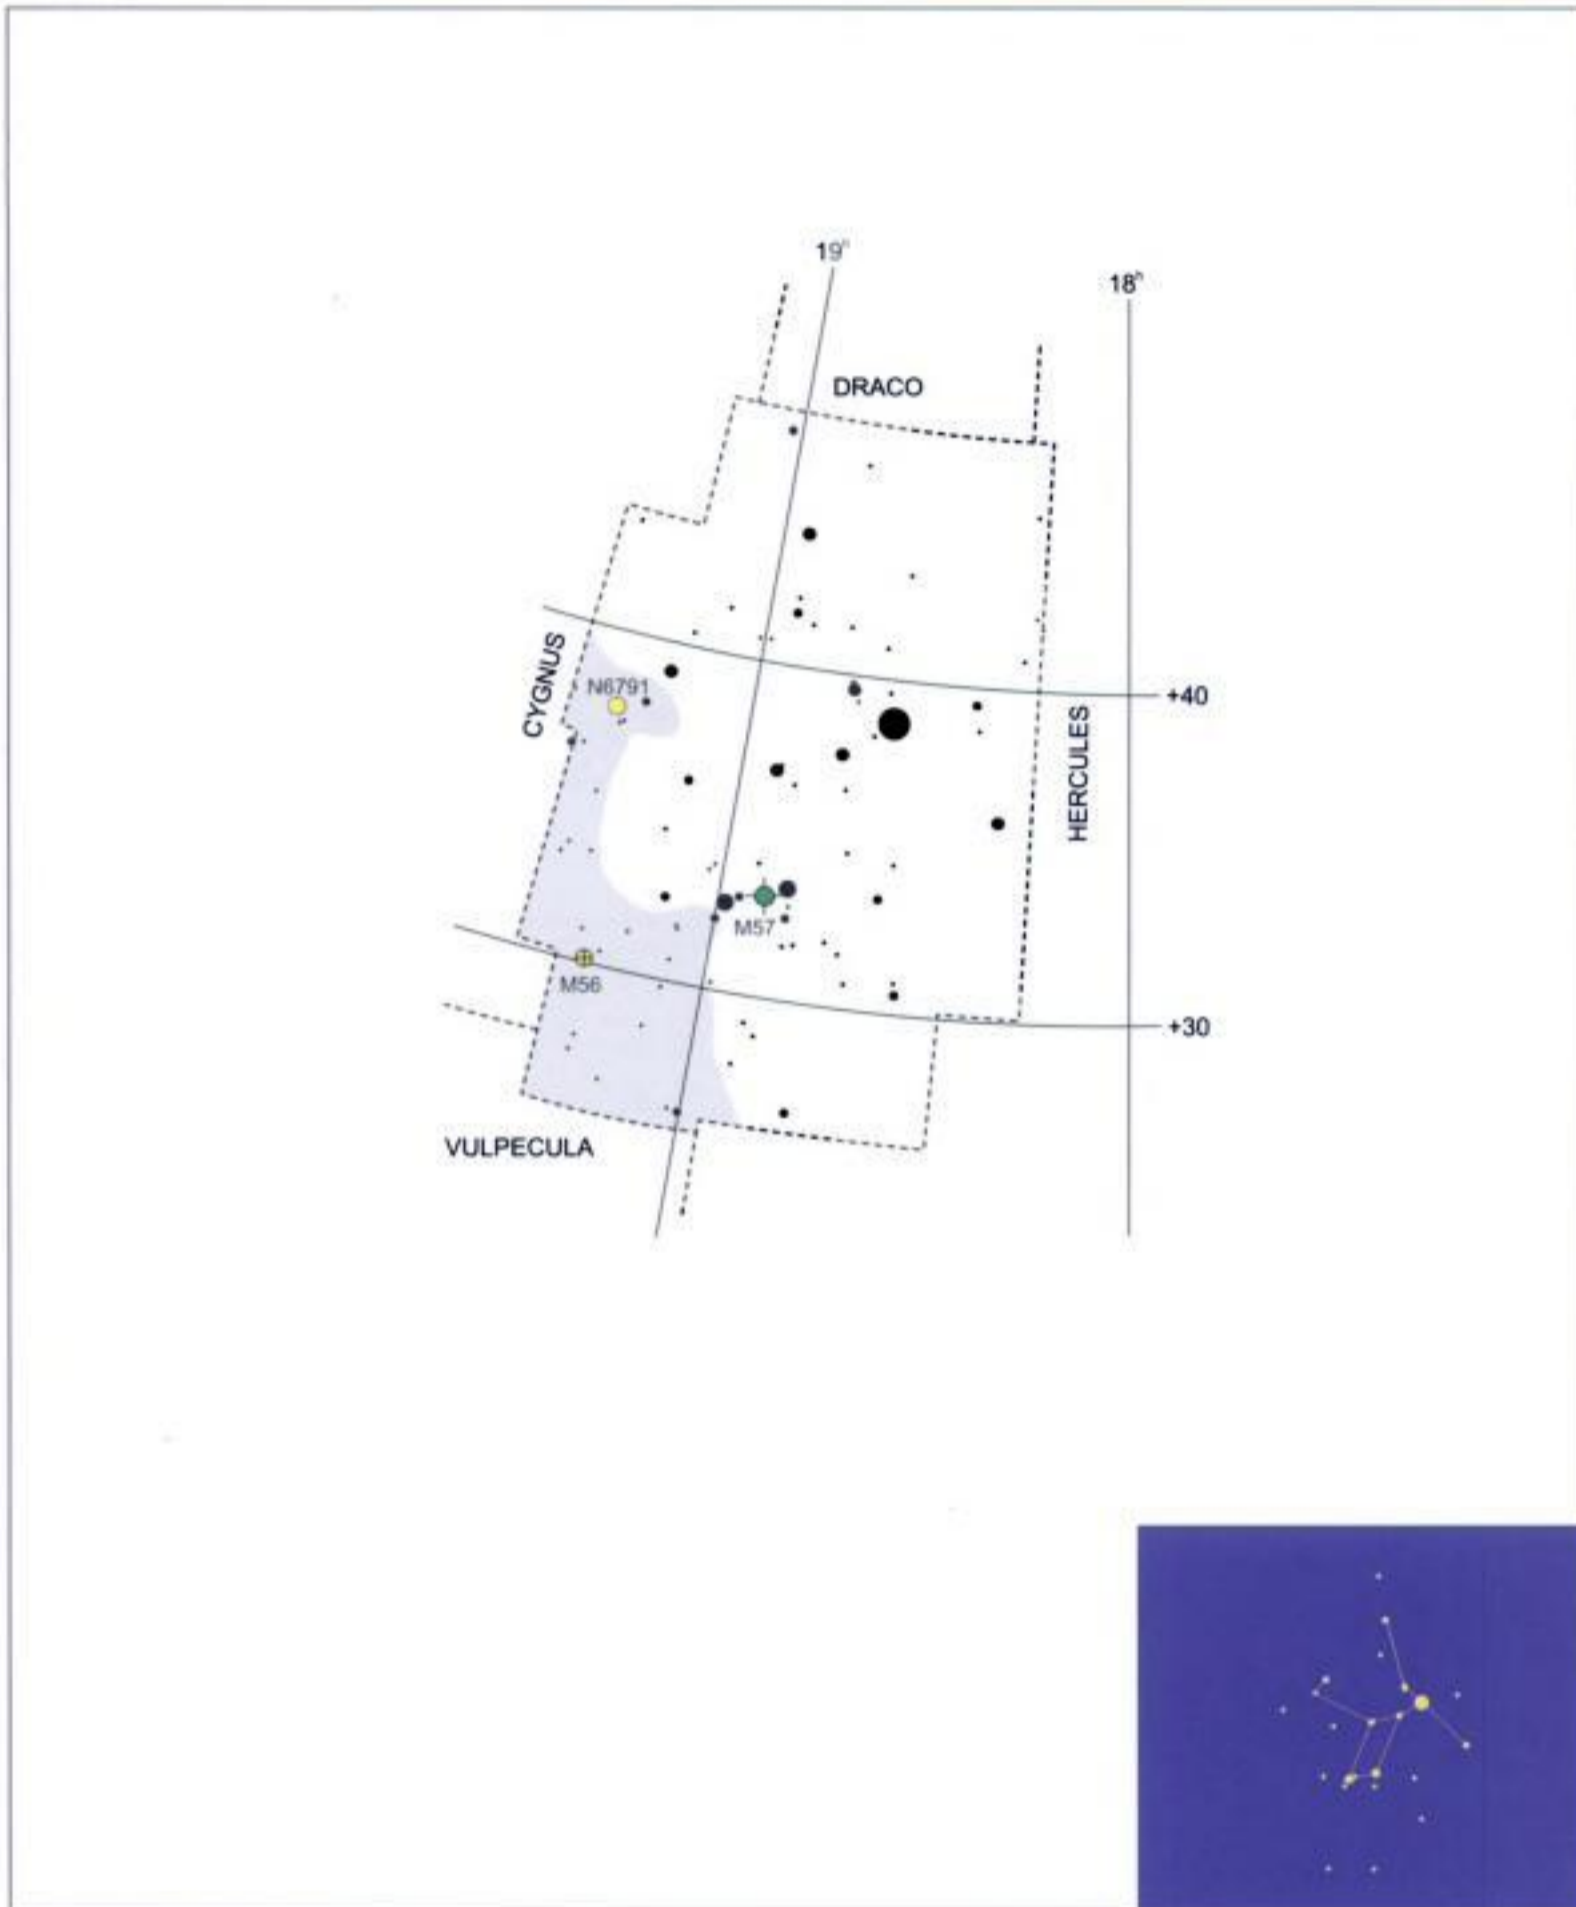 19ʰ
18ʰ
DRACO
CYGNUS
N6791
+40
HERCULES
M57
M56
+30
VULPECULA